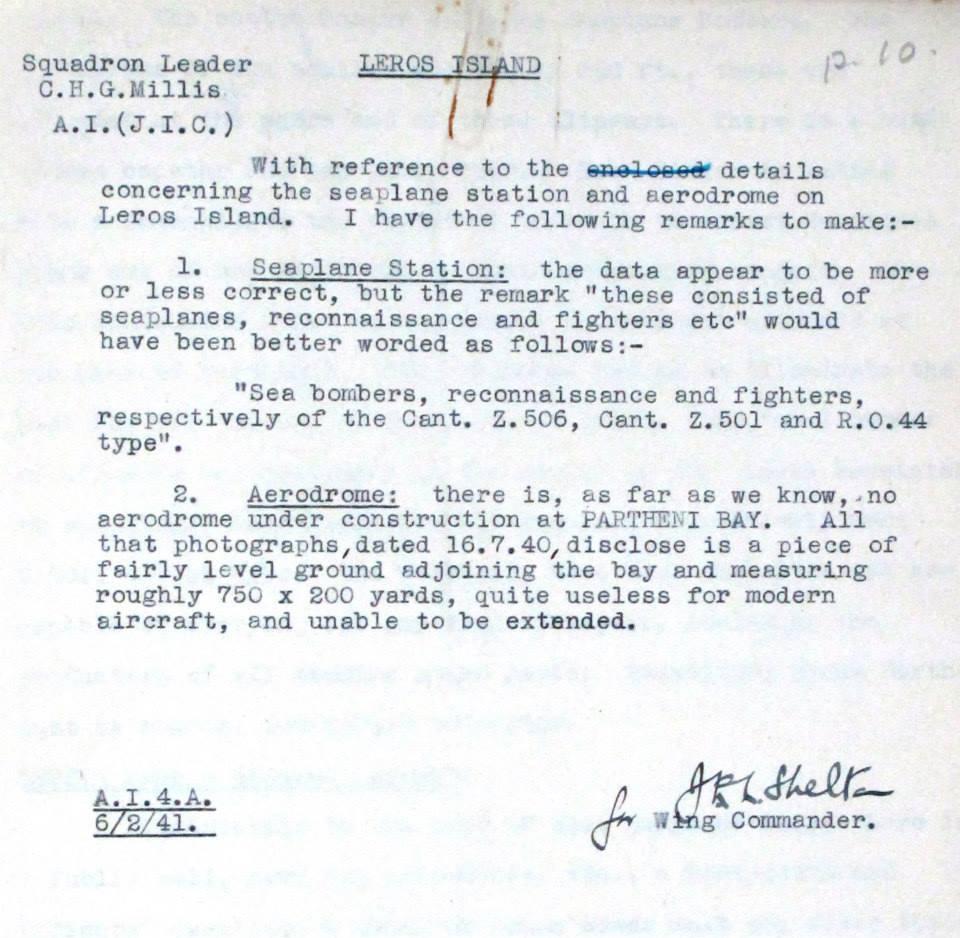 Squadron Leader LEROS ISLAND
C.H.G.Millis
A.I.(J.I.C.)
With reference to the enclosed details
concerning the seaplane station and aerodrome on
Leros Island. I have the following remarks to make:-
1. Seaplane Station: the data appear to be more
or less correct, but the remark "these consisted of
seaplanes, reconnaissance and fighters etc" would
have been better worded as follows:-
"Sea bombers, reconnaissance and fighters,
respectively of the Cant. Z.506, Cant. Z.501 and R.O.44
type".
2. Aerodrome: there is, as far as we know, no
aerodrome under construction at PARTHENI BAY. All
that photographs, dated 16.7.40, disclose is a piece of
fairly level ground adjoining the bay and measuring
roughly 750 x 200 yards, quite useless for modern
aircraft, and unable to be extended.
A.I.4.A.
6/2/41.
for Wing Commander.